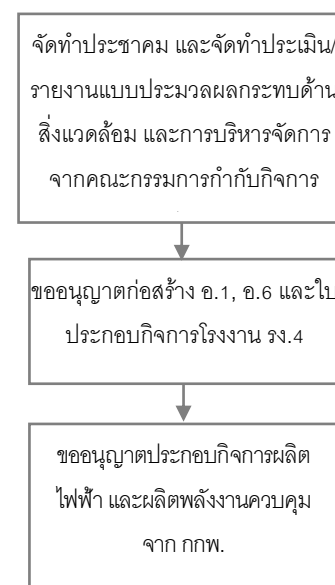 จัดทำประชาคม และจัดทำประเมิน/
รายงานแบบประมวลผลกระทบด้าน
สิ่งแวดล้อม และการบริหารจัดการ
จากคณะกรรมการกำกับกิจการ
ขออนุญาตก่อสร้าง อ.1, อ.6 และใบ
ประกอบกิจการโรงงาน รง.4
ขออนุญาตประกอบกิจการผลิต
ไฟฟ้า และผลิตพลังงานควบคุม
จาก กกพ.